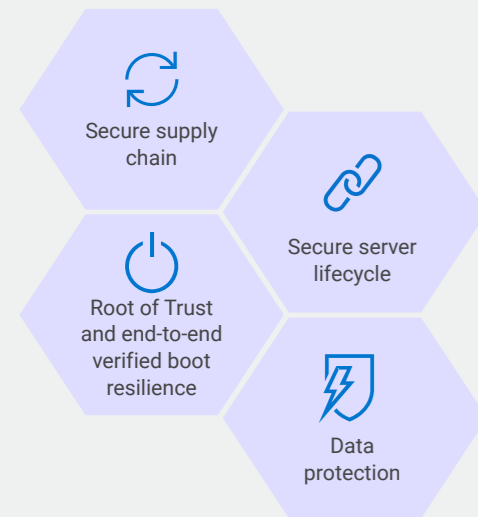 Secure supply
chain
Secure server
lifecycle
Root of Trust
and end-to-end
verified boot
resilience
Data
protection